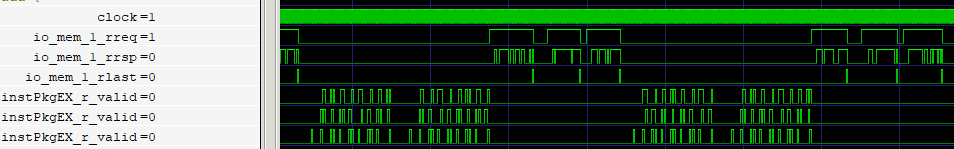 clock=1
io_mem_1_rreq=1
io_mem_1_rrsp=0
io_mem_1_rlast=0
instPkgEX_r_valid=0
instPkgEX_r_valid=0
instPkgEX_r_valid=0